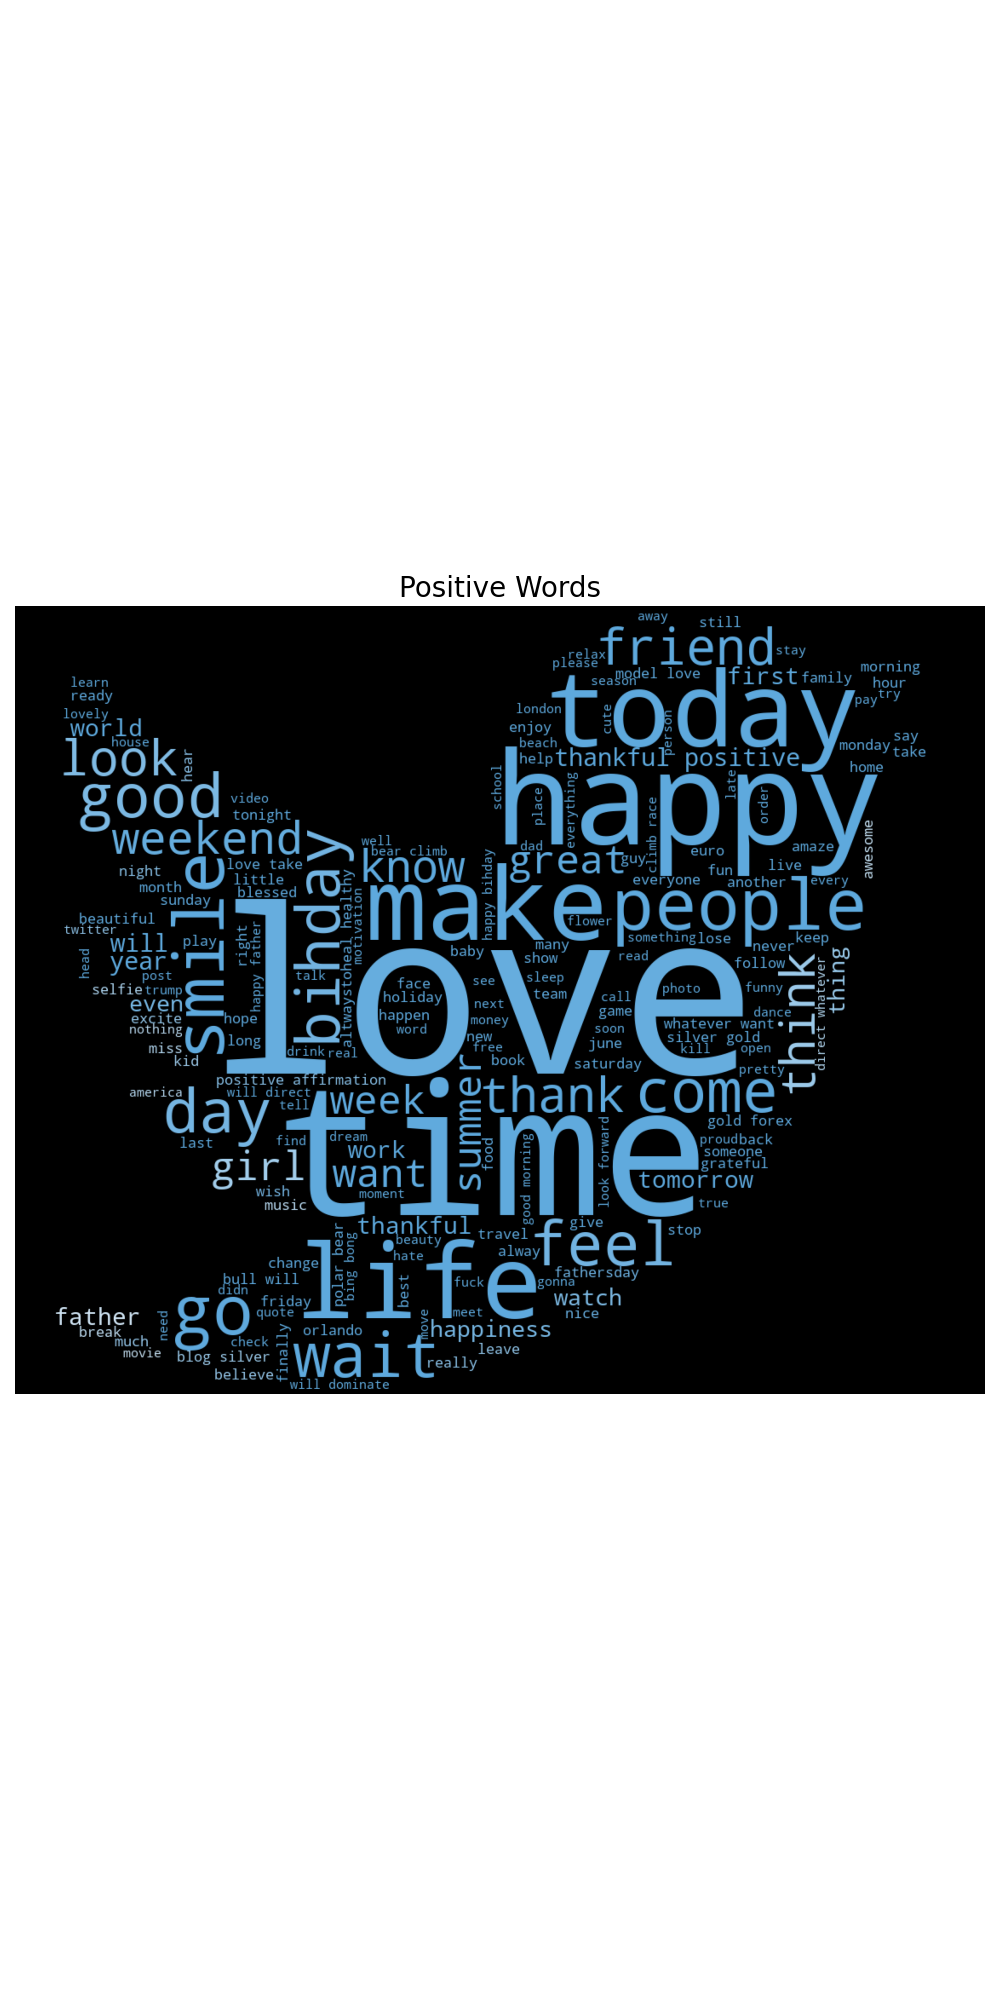 Positive Words
away
still
friend
stay
relax
please
model love
first
family
morning
season
hour
learn
ready
today
pay
try
lovely
london
cute
person
world
enjoy
say
house
beach
monday
take
look
hear
help
thankful positive
home
good
school
happy
late
video
place
everything
order
tonight
climb race
weekend
well
dad
awesome
bear climb
great
guy
euro
amaze
love take
know
fun
live
night
little
everyone
another
every
month
blessed
smile
bihday
make
people
sunday
happy bihday
altwaystoheal healthy
motivation
beautiful
flower
twitter
will
play
right
happy father
love
something
lose
keep
many
never
year
head
baby
show
read
think
thing
follow
post
talk
face
see
sleep
direct whatever
selfie
trump
holiday
team
call
photo
funny
even
next
game
excite
hope
happen
money
dance
nothing
word
new
soon
whatever want
long
free
june
silver gold
miss
drink
real
kill
open
kid
book
saturday
positive affirmation
summer
pretty
america
will direct
week
thank
come
day
tell
time
gold forex
last
find
dream
food
good morning
look forward
proud
back
work
someone
girl
want
grateful
wish
moment
tomorrow
music
true
thankful
travel
give
stop
polar bear
bing bong
beauty
alway
feel
change
life
hate
bull will
best
fuck
gonna
fathersday
didn
go
friday
watch
father
need
quote
move
meet
nice
break
orlando
happiness
much
check
finally
wait
leave
movie
blog silver
really
believe
will dominate